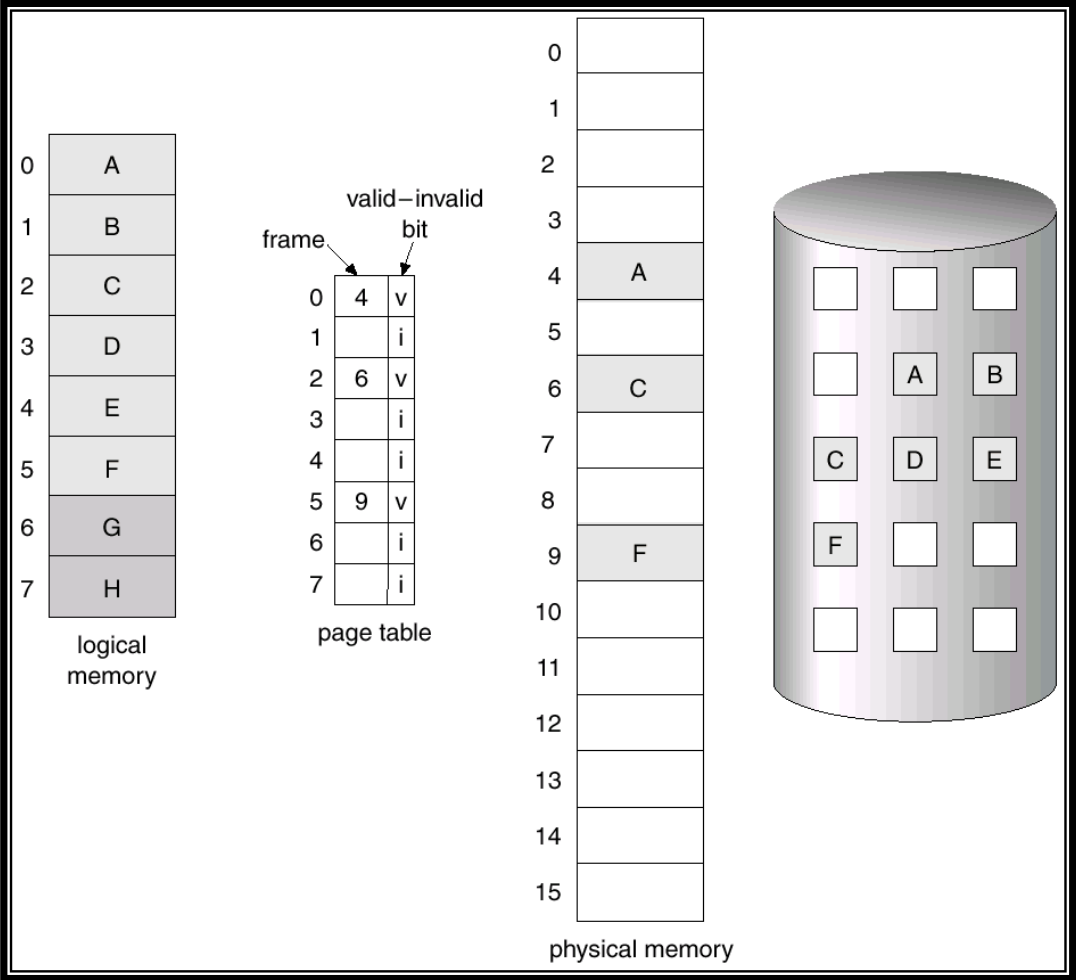 0 A
1 B
2 C
3 D
4 E
5 F
6 G
7 H
logical
memory
valid–invalid
bit
frame
0 4 v
1 i
2 6 v
3 i
4 i
5 9 v
6 i
7 i
page table
0
1
2
3
4 A
5
6 C
7
8
9 F
10
11
12
13
14
15
physical memory
A B
C D E
F